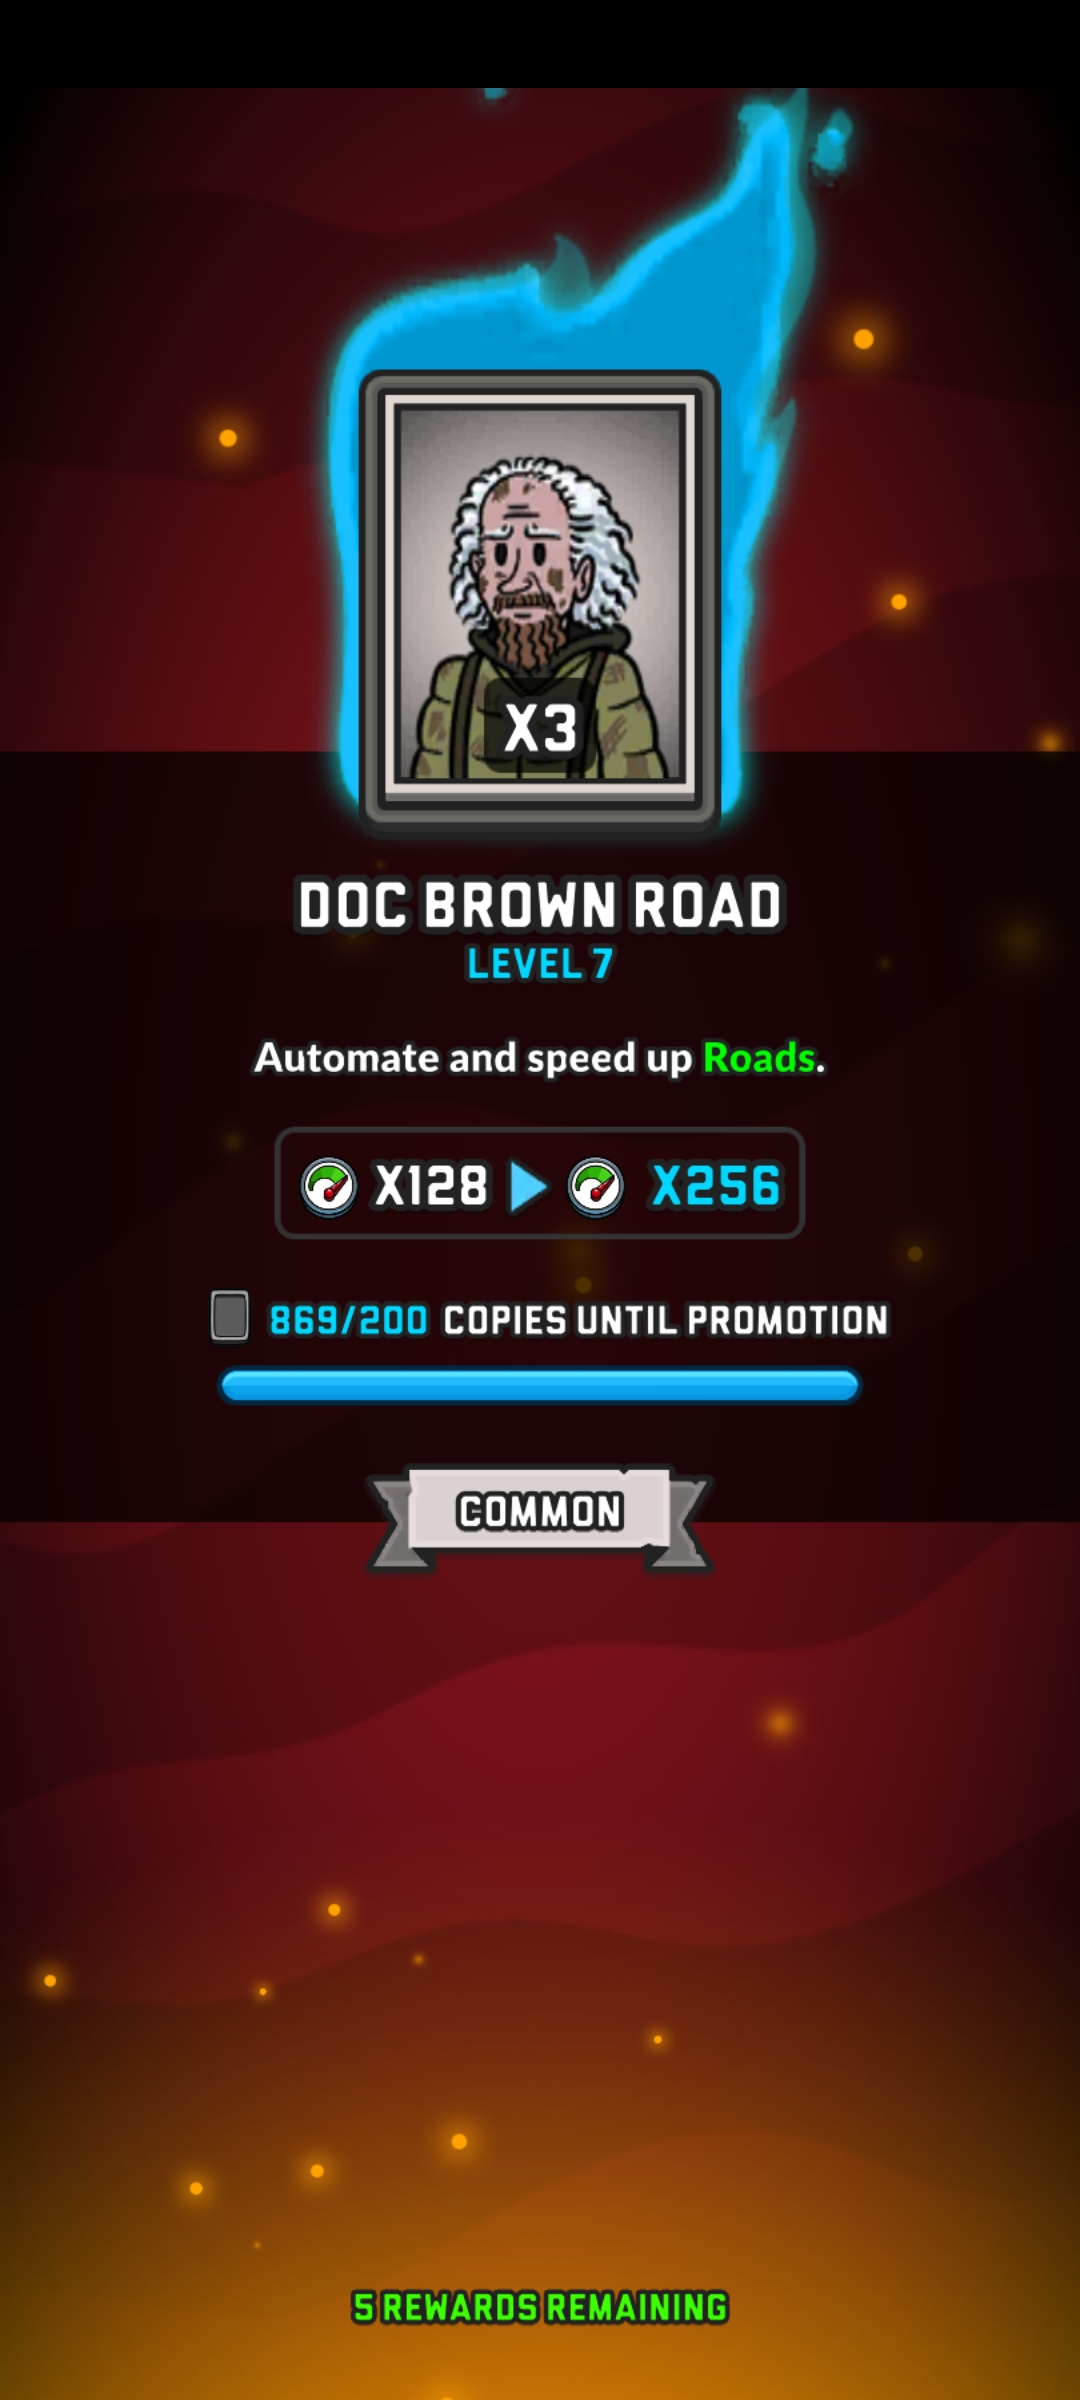 X3
DOC BROWN ROAD
LEVEL 7
Automate and speed up Roads.
X128 X256
869/200 COPIES UNTIL PROMOTION
COMMON
5 REWARDS REMAINING